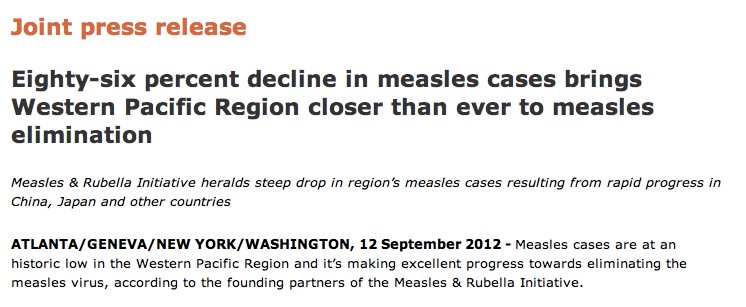 Joint press release
Eighty-six percent decline in measles cases brings
Western Pacific Region closer than ever to measles
elimination
Measles & Rubella Initiative heralds steep drop in region’s measles cases resulting from rapid progress in
China, Japan and other countries
ATLANTA/GENEVA/NEW YORK/WASHINGTON, 12 September 2012 - Measles cases are at an
historic low in the Western Pacific Region and it’s making excellent progress towards eliminating the
measles virus, according to the founding partners of the Measles & Rubella Initiative.